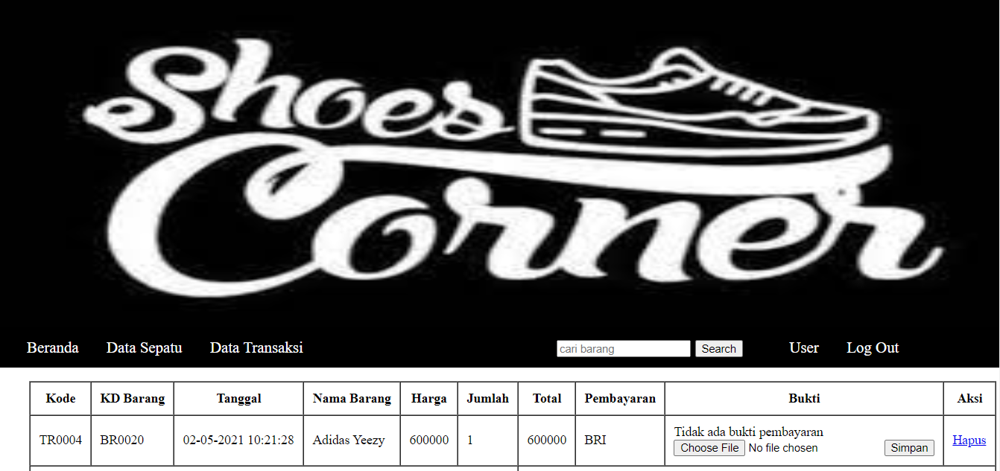 Shoes
Corner
Beranda Data Sepatu Data Transaksi cari barang Search User Log Out
Kode KD Barang Tanggal Nama Barang Harga Jumlah Total Pembayaran Bukti Aksi
TR0004 BR0020 02-05-2021 10:21:28 Adidas Yeezy 600000 1 600000 BRI Tidak ada bukti pembayaran
Choose File No file chosen Simpan Hapus